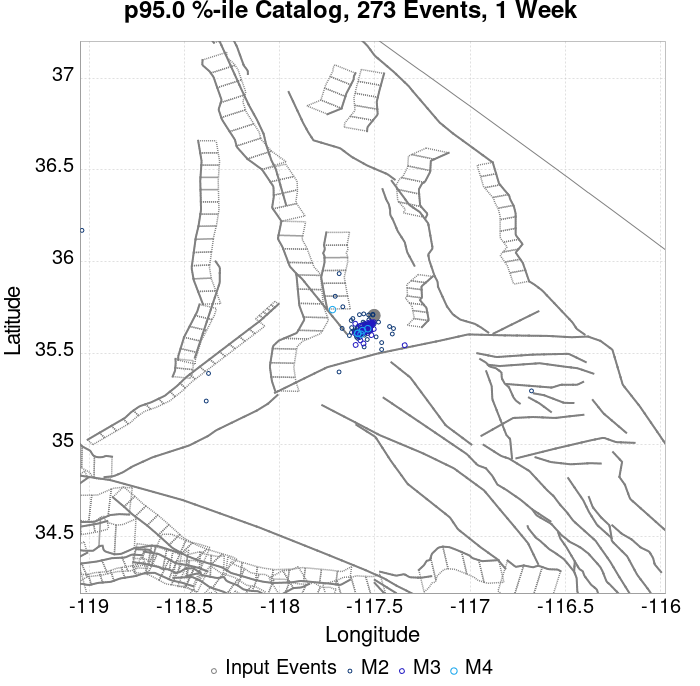 p95.0 %-ile Catalog, 273 Events, 1 Week
37
36.5
36
35.5
35
34.5
Latitude
-119
-118.5
-118
-117.5
-117
-116.5
-116
Longitude
Input Events
M2
M3
M4